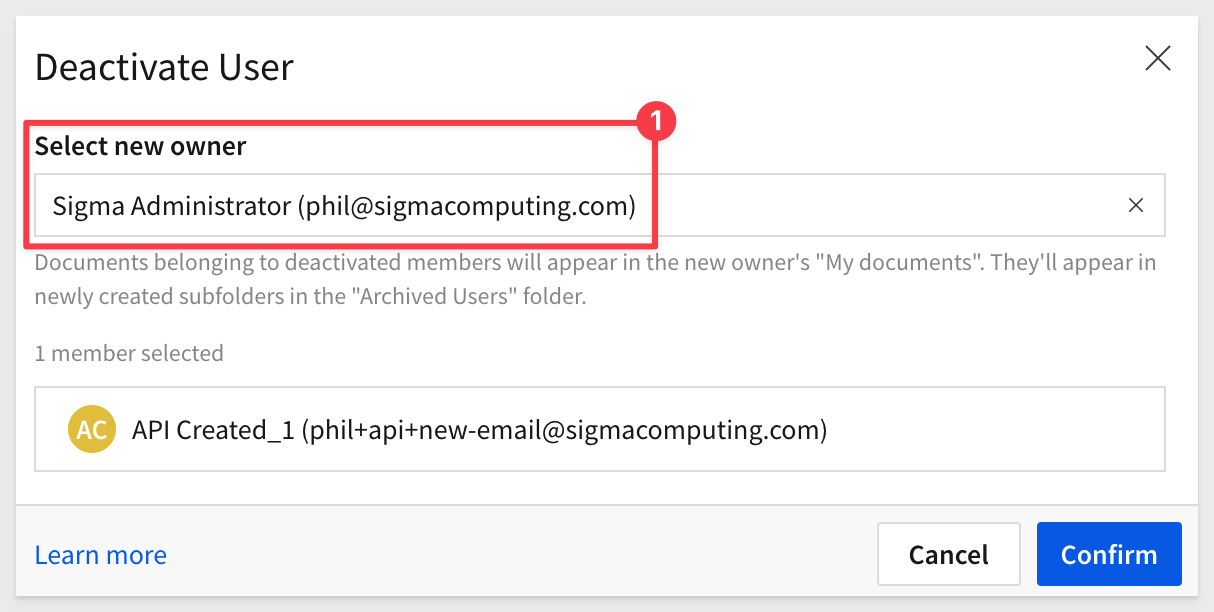 Deactivate User
1
Select new owner
Sigma Administrator (phil@sigmacomputing.com)
Documents belonging to deactivated members will appear in the new owner's "My documents". They'll appear in
newly created subfolders in the "Archived Users" folder.
1 member selected
AC API Created_1 (phil+api+new-email@sigmacomputing.com)
Learn more
Cancel
Confirm